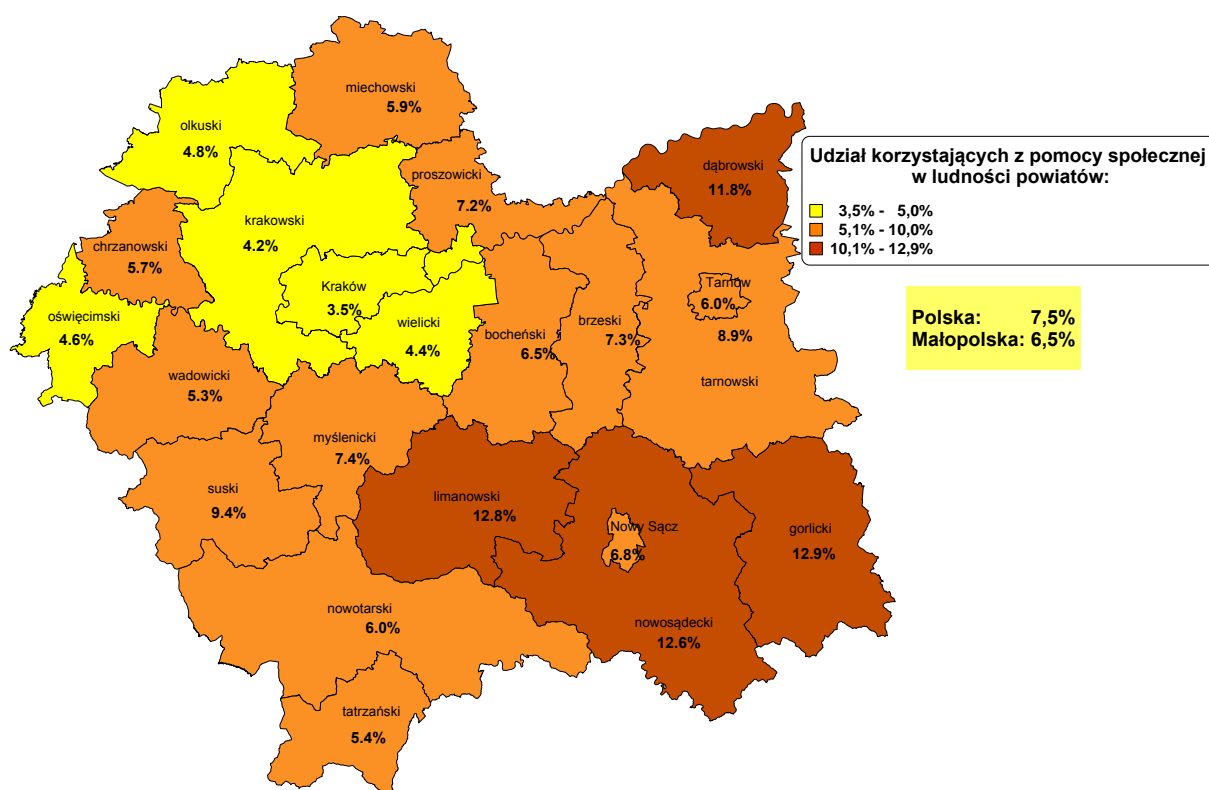 miechowski
5.9%
olkuski
4.8%
proszowicki
7.2%
dąbrowski
11.8%
Udział korzystających z pomocy społecznej
w ludności powiatów:
3,5% - 5,0%
5,1% - 10,0%
10,1% - 12,9%
krakowski
4.2%
chrzanowski
5.7%
Kraków
3.5%
Tarnów
6.0%
oświęcimski
4.6%
wielicki
4.4%
bocheński
6.5%
brzeski
7.3%
8.9%
tarnowski
Polska: 7,5%
Małopolska: 6,5%
wadowicki
5.3%
myślenicki
7.4%
suski
9.4%
limanowski
12.8%
Nowy Sącz
6.8%
gorlicki
12.9%
nowotarski
6.0%
nowosądecki
12.6%
tatrzański
5.4%